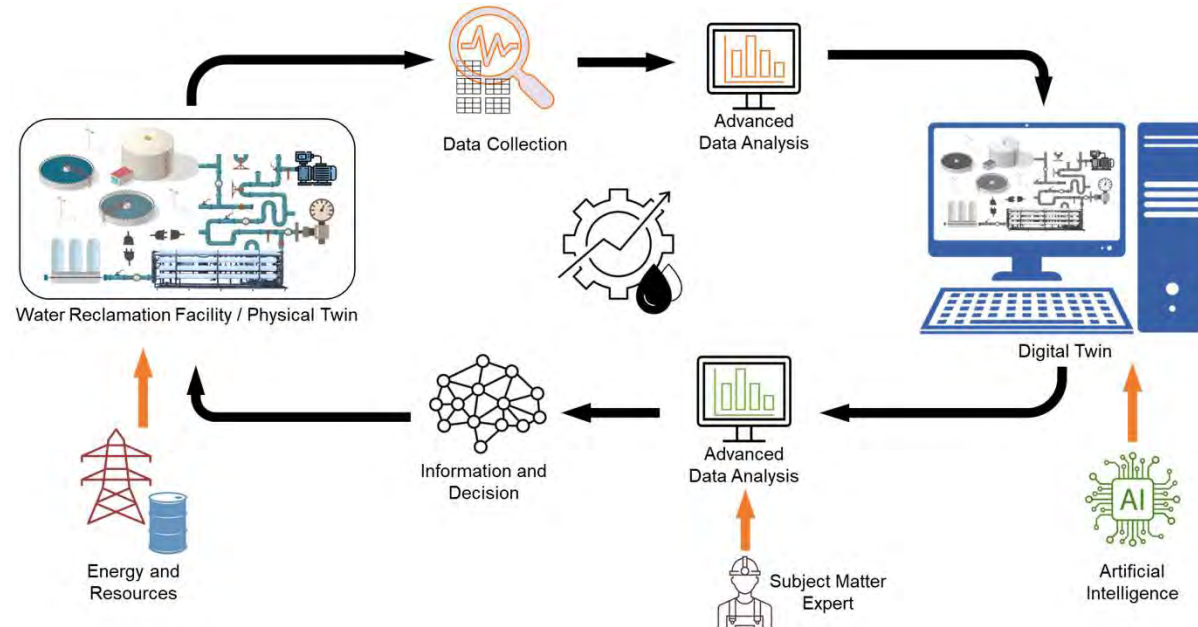 Data Collection
Advanced
Data Analysis
Water Reclamation Facility / Physical Twin
Digital Twin
Information and
Decision
Advanced
Data Analysis
AI
Energy and
Resources
Subject Matter
Expert
Artificial
Intelligence